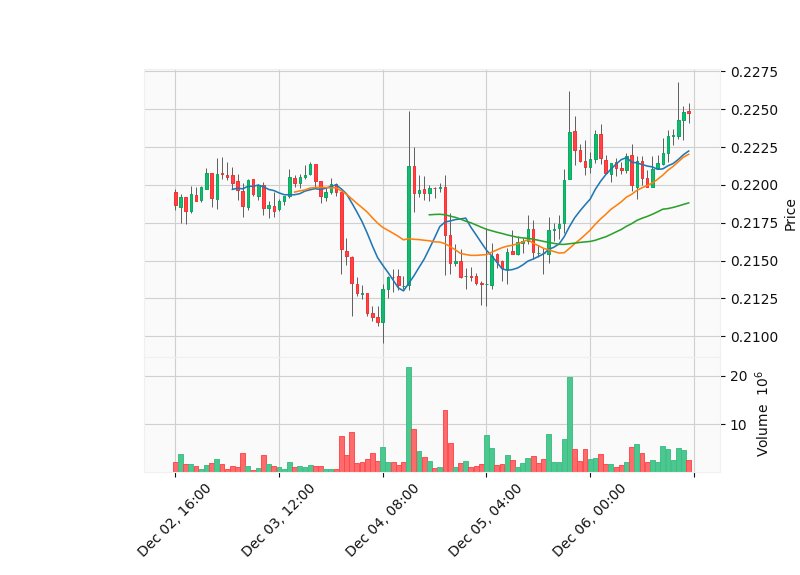 0.2275
0.2250
0.2225
0.2200
0.2175
0.2150
0.2125
0.2100
Price
20
10
Volume 10^6
Dec 02, 16:00
Dec 03, 12:00
Dec 04, 08:00
Dec 05, 04:00
Dec 06, 00:00